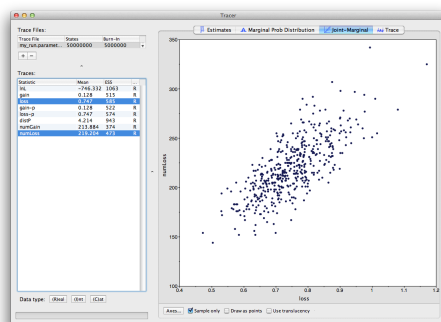 Tracer
Trace Files:
Trace File States Burn-In
my_run.paramet... 50000000 5000000
+ −
Traces:
Statistic Mean ESS ...
lnL -746.332 1063 R
gain 0.128 515 R
loss 0.747 581 R
gain-p 0.128 522 R
loss-p 0.747 574 R
distP 4.214 943 R
numGain 213.884 574 R
numLoss 219.204 473 R
Data type: (R)eal (I)nt (C)at
Estimates Marginal Prob Distribution Joint-Marginal Trace
350
300
250
200
150
100
numLoss
0.4 0.5 0.6 0.7 0.8 0.9 1 1.1 1.2
loss
Axes... Sample only Draw as points Use translucency